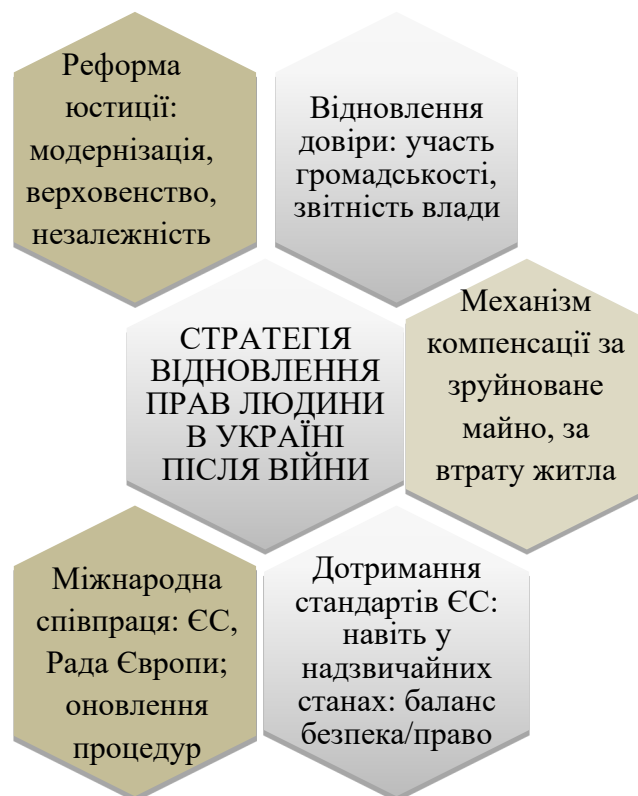 Реформа
юстиції:
модернізація,
верховенство,
незалежність
Відновлення
довіри: участь
громадськості,
звітність влади
СТРАТЕГІЯ
ВІДНОВЛЕННЯ
ПРАВ ЛЮДИНИ
В УКРАЇНІ
ПІСЛЯ ВІЙНИ
Механізм
компенсації за
зруйноване
майно, за
втрату житла
Міжнародна
співпраця: ЄС,
Рада Європи;
оновлення
процедур
Дотримання
стандартів ЄС:
навіть у
надзвичайних
станах: баланс
безпека/право